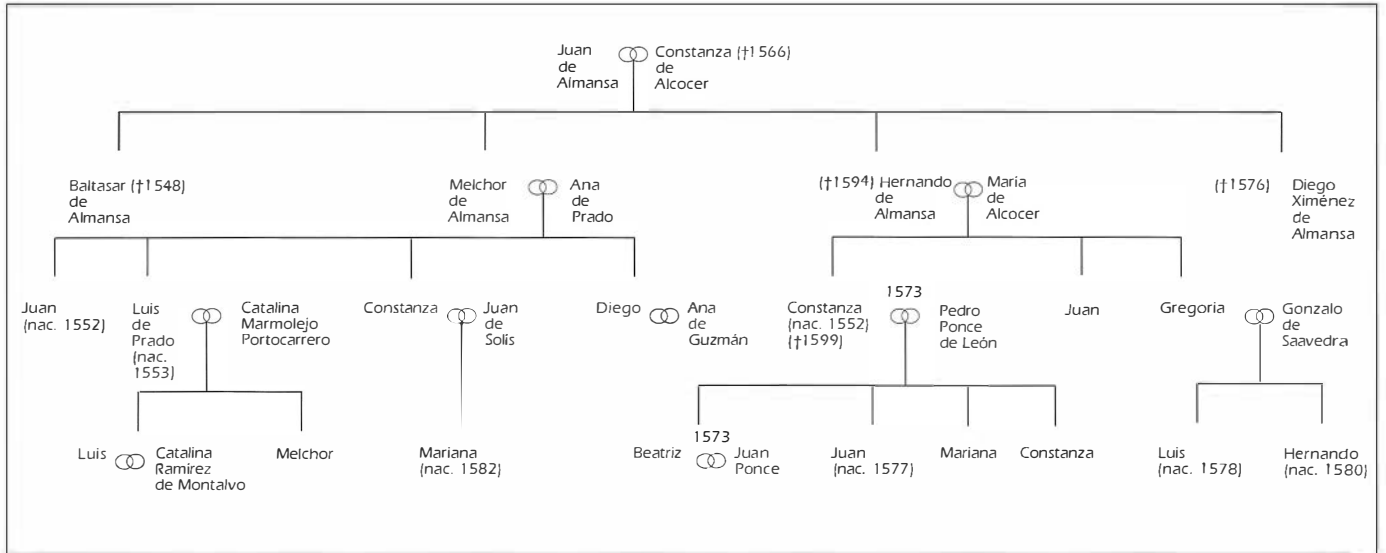 Juan
de
Almansa
Constanza (†1566)
de
Alcocer
Baltasar (†1548)
de
Almansa
Melchor
de
Almansa
Ana
de
Prado
(†1594) Hernando
de
Almansa
María
de
Alcocer
(†1576)
Diego
Ximénez
de
Almansa
Juan
(nac. 1552)
Luis
de
Prado
(nac.
1553)
Catalina
Marmolejo
Portocarrero
Constanza
Juan
de
Solís
Diego
Ana
de
Guzmán
Constanza
(nac. 1552)
(†1599)
1573
Pedro
Ponce
de León
Juan
Gregoria
Gonzalo
de
Saavedra
Luis
Catalina
Ramírez
de Montalvo
Melchor
Mariana
(nac. 1582)
Beatriz
1573
Juan
Ponce
Juan
(nac. 1577)
Mariana
Constanza
Luis
(nac. 1578)
Hernando
(nac. 1580)